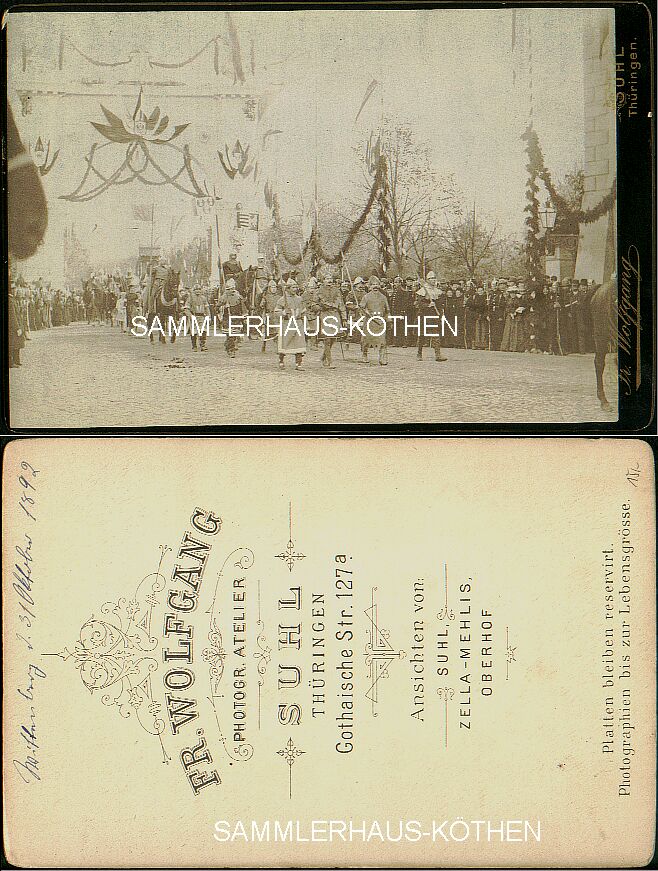 SUHL
Thüringen.
Fr. Wolfgang
SAMMLERHAUS-KÖTHEN
Wittenberg d. 31 Oktober 1892
FR. WOLFGANG
PHOTOGR. ATELIER
SUHL
THÜRINGEN
Gothaische Str. 127a.
Ansichten von:
SUHL,
ZELLA-MEHLIS,
OBERHOF
Platten bleiben reservirt.
Photographien bis zur Lebensgrösse.
SAMMLERHAUS-KÖTHEN